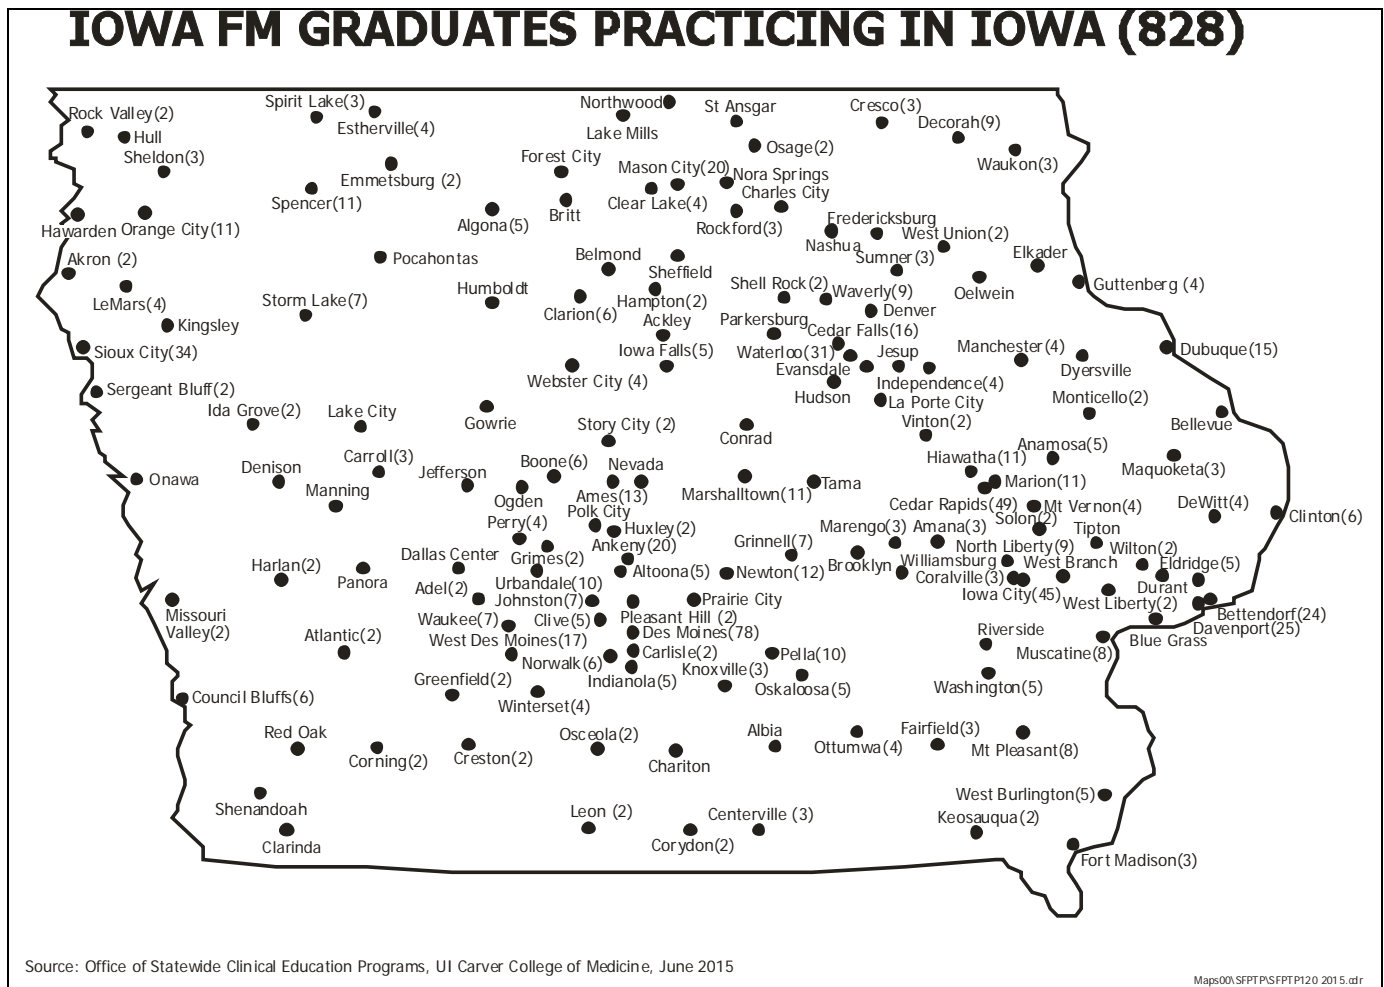 IOWA FM GRADUATES PRACTICING IN IOWA (828)
Rock Valley(2)
Hull
Sheldon(3)
Spirit Lake(3)
Estherville(4)
Emmetsburg (2)
Spencer(11)
Northwood
Lake Mills
St Ansgar
Osage(2)
Cresco(3)
Decorah(9)
Waukon(3)
Forest City
Mason City(20)
Nora Springs
Charles City
Clear Lake(4)
Britt
Algona(5)
Rockford(3)
Hawarden
Orange City(11)
Fredericksburg
Nashua
West Union(2)
Sumner(3)
Elkader
Akron (2)
Pocahontas
Belmond
Sheffield
LeMars(4)
Storm Lake(7)
Humboldt
Clarion(6)
Hampton(2)
Shell Rock(2)
Waverly(9)
Oelwein
Guttenberg (4)
Denver
Kingsley
Ackley
Parkersburg
Cedar Falls(16)
Sioux City(34)
Iowa Falls(5)
Waterloo(31)
Jesup
Manchester(4)
Dubuque(15)
Evansdale
Dyersville
Sergeant Bluff(2)
Webster City (4)
Hudson
Independence(4)
La Porte City
Monticello(2)
Ida Grove(2)
Lake City
Gowrie
Story City (2)
Conrad
Vinton(2)
Bellevue
Anamosa(5)
Carroll(3)
Hiawatha(11)
Maquoketa(3)
Onawa
Denison
Jefferson
Boone(6)
Nevada
Manning
Ogden
Ames(13)
Marshalltown(11)
Tama
Marion(11)
Cedar Rapids(49)
Mt Vernon(4)
DeWitt(4)
Clinton(6)
Polk City
Perry(4)
Huxley(2)
Solon(2)
Marengo(3)
Amana(3)
Tipton
Grinnell(7)
Ankeny(20)
North Liberty(9)
Wilton(2)
Dallas Center
Grimes(2)
Harlan(2)
Panora
Brooklyn
Williamsburg
West Branch
Eldridge(5)
Altoona(5)
Newton(12)
Coralville(3)
Adel(2)
Urbandale(10)
Durant
Iowa City(45)
Johnston(7)
Prairie City
West Liberty(2)
Missouri
Valley(2)
Waukee(7)
Clive(5)
Pleasant Hill (2)
Bettendorf(24)
Davenport(25)
Atlantic(2)
West Des Moines(17)
Des Moines(78)
Riverside
Blue Grass
Muscatine(8)
Norwalk(6)
Carlisle(2)
Pella(10)
Knoxville(3)
Indianola(5)
Oskaloosa(5)
Washington(5)
Greenfield(2)
Council Bluffs(6)
Winterset(4)
Red Oak
Osceola(2)
Albia
Fairfield(3)
Corning(2)
Creston(2)
Chariton
Ottumwa(4)
Mt Pleasant(8)
Shenandoah
West Burlington(5)
Leon (2)
Centerville (3)
Keosauqua(2)
Clarinda
Corydon(2)
Fort Madison(3)
Source: Office of Statewide Clinical Education Programs, UI Carver College of Medicine, June 2015
Maps00\SFPTP\SFPTP120 2015.cdr